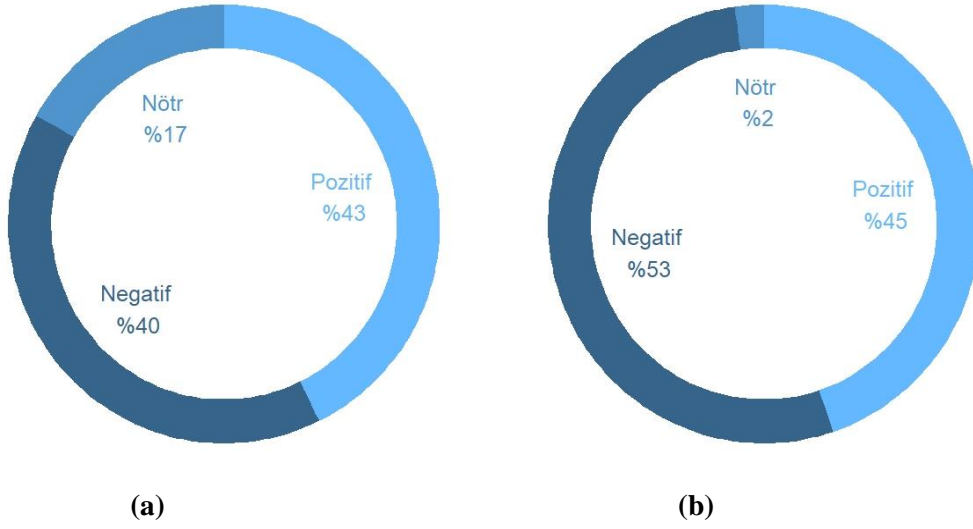 Nötr
%17
Pozitif
%43
Negatif
%40
(a)
Nötr
%2
Pozitif
%45
Negatif
%53
(b)